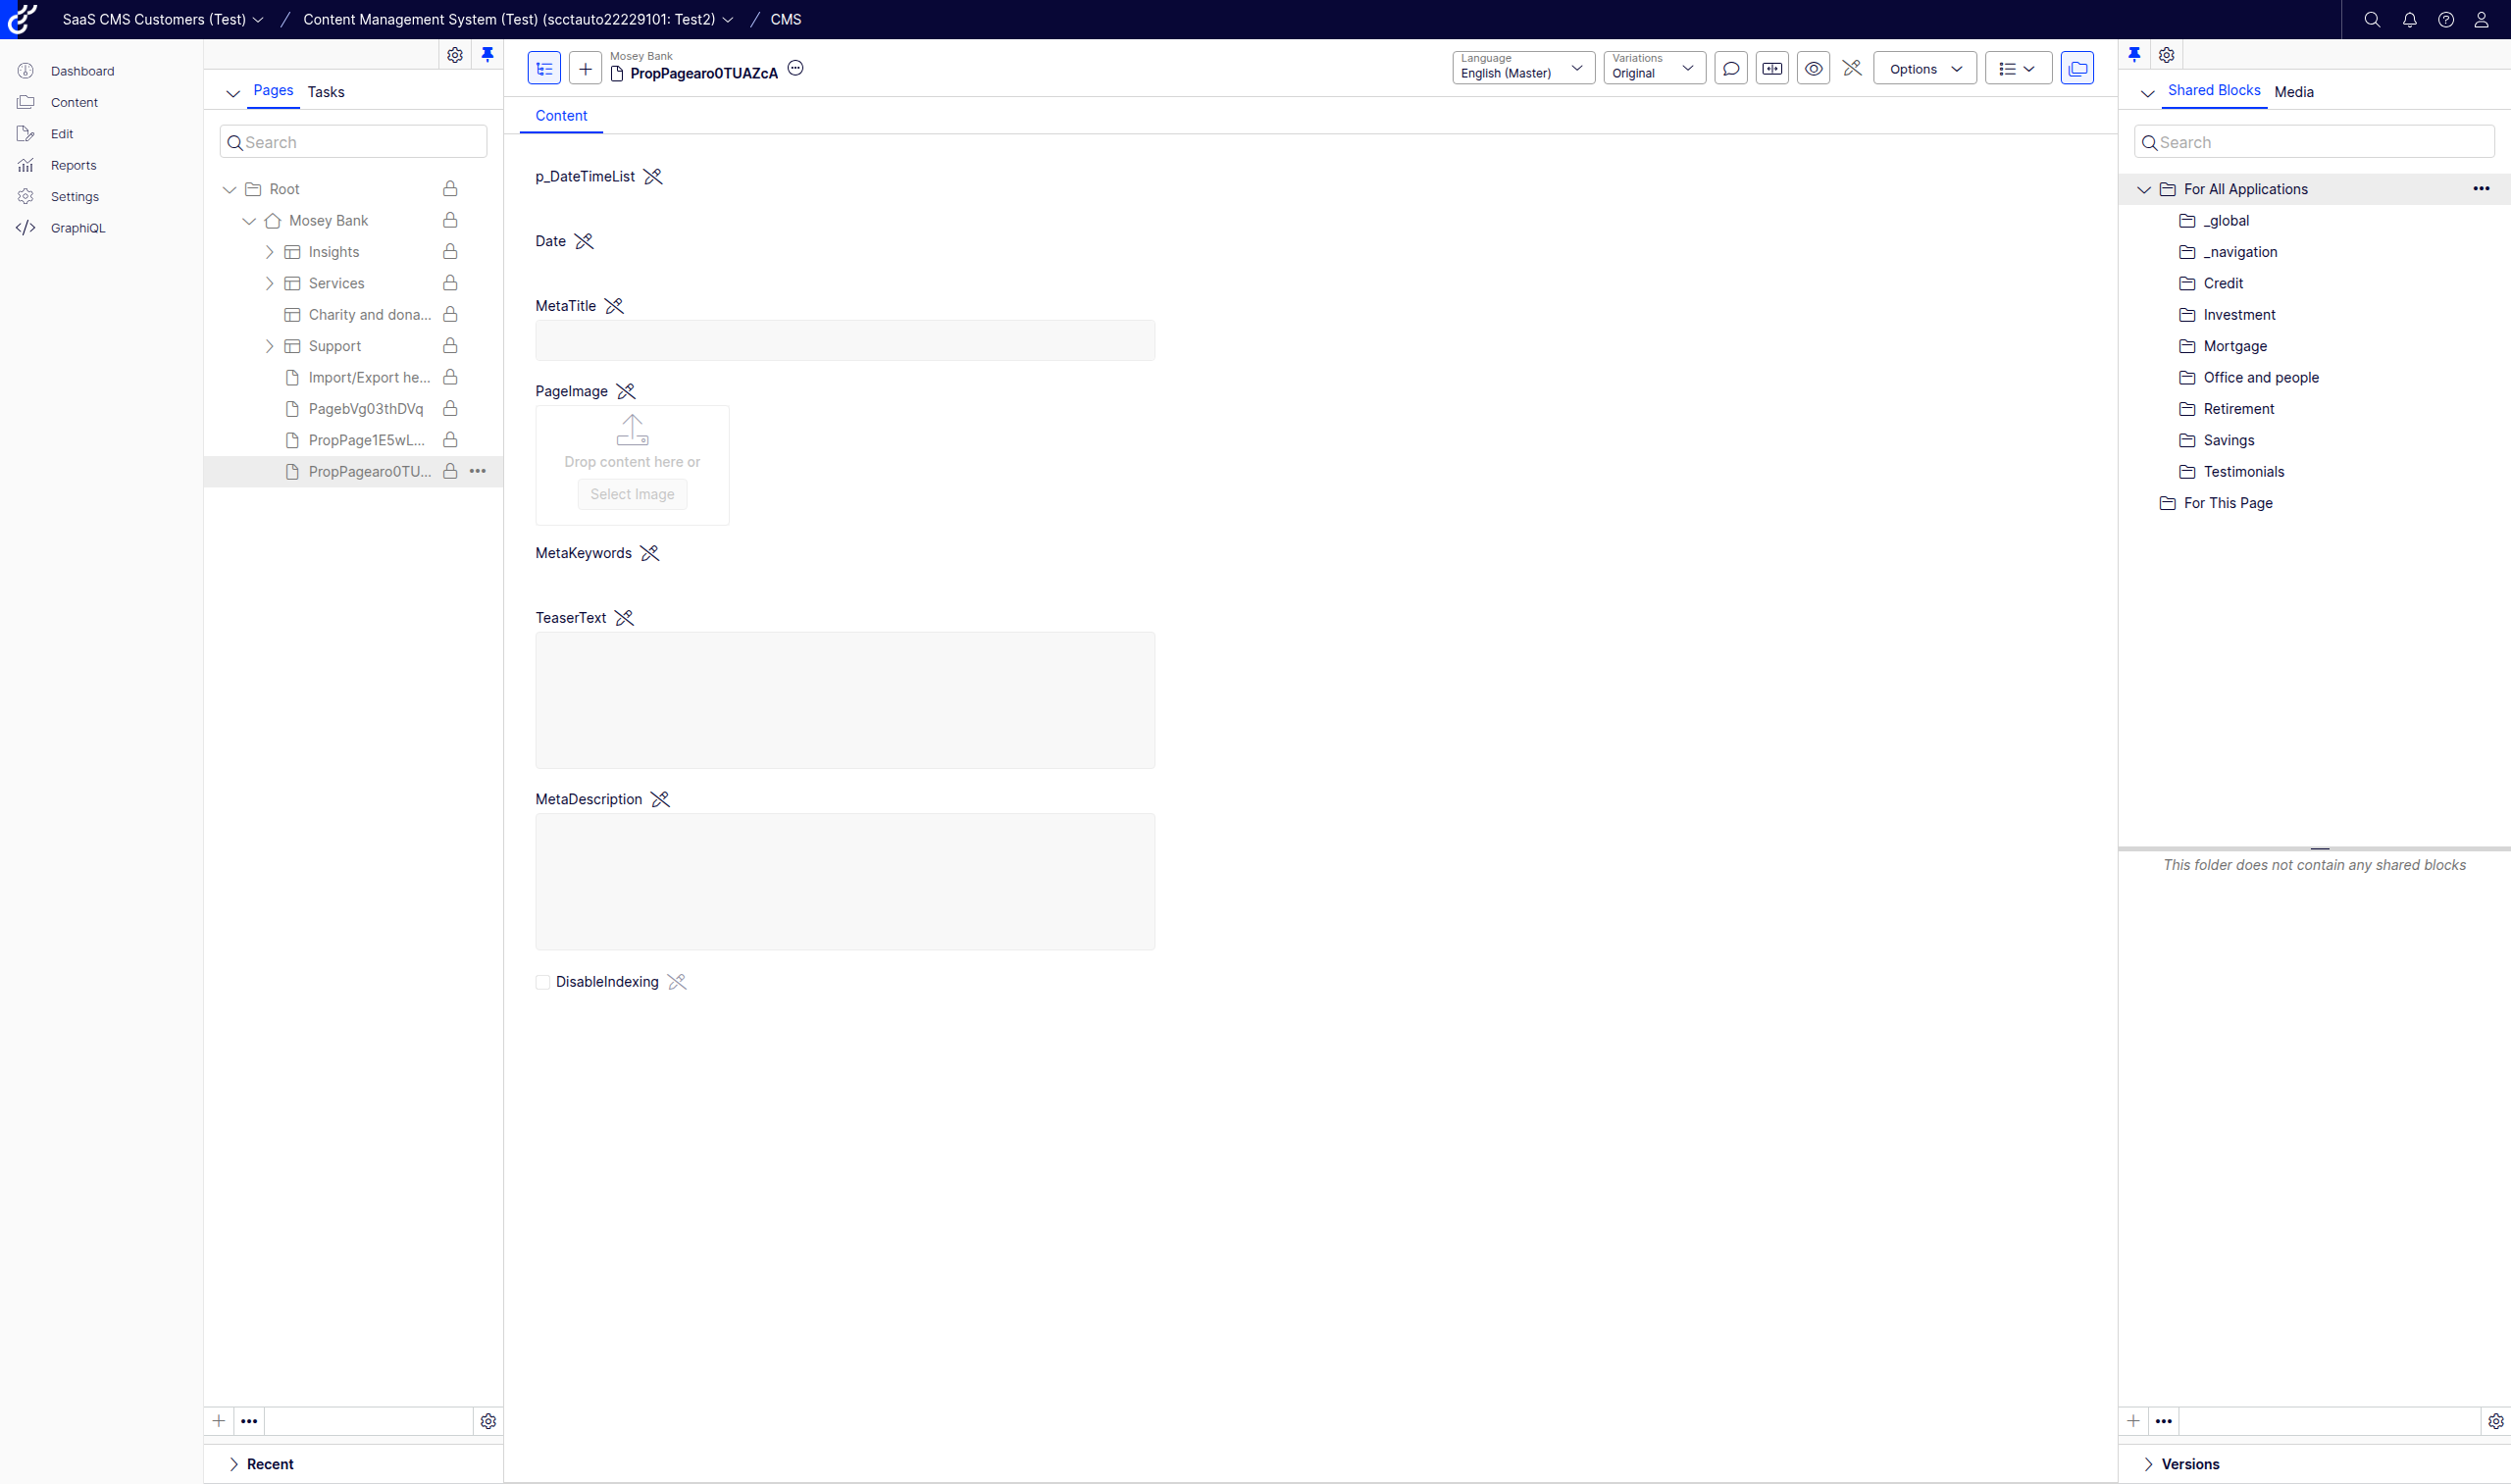 SaaS CMS Customers (Test)
Content Management System (Test) (scctauto22229101: Test2)
CMS
Dashboard
Content
Edit
Reports
Settings
GraphiQL
Pages
Tasks
Search
Root
Mosey Bank
Insights
Services
Charity and dona...
Support
Import/Export he...
PagebVg03thDVq
PropPage1E5wL...
PropPagearo0TU...
Recent
Mosey Bank
PropPagearo0TUAZcA
Language
English (Master)
Variations
Original
Options
Content
p_DateTimeList
Date
MetaTitle
PageImage
Drop content here or
Select Image
MetaKeywords
TeaserText
MetaDescription
DisableIndexing
Shared Blocks
Media
Search
For All Applications
_global
_navigation
Credit
Investment
Mortgage
Office and people
Retirement
Savings
Testimonials
For This Page
This folder does not contain any shared blocks
Versions